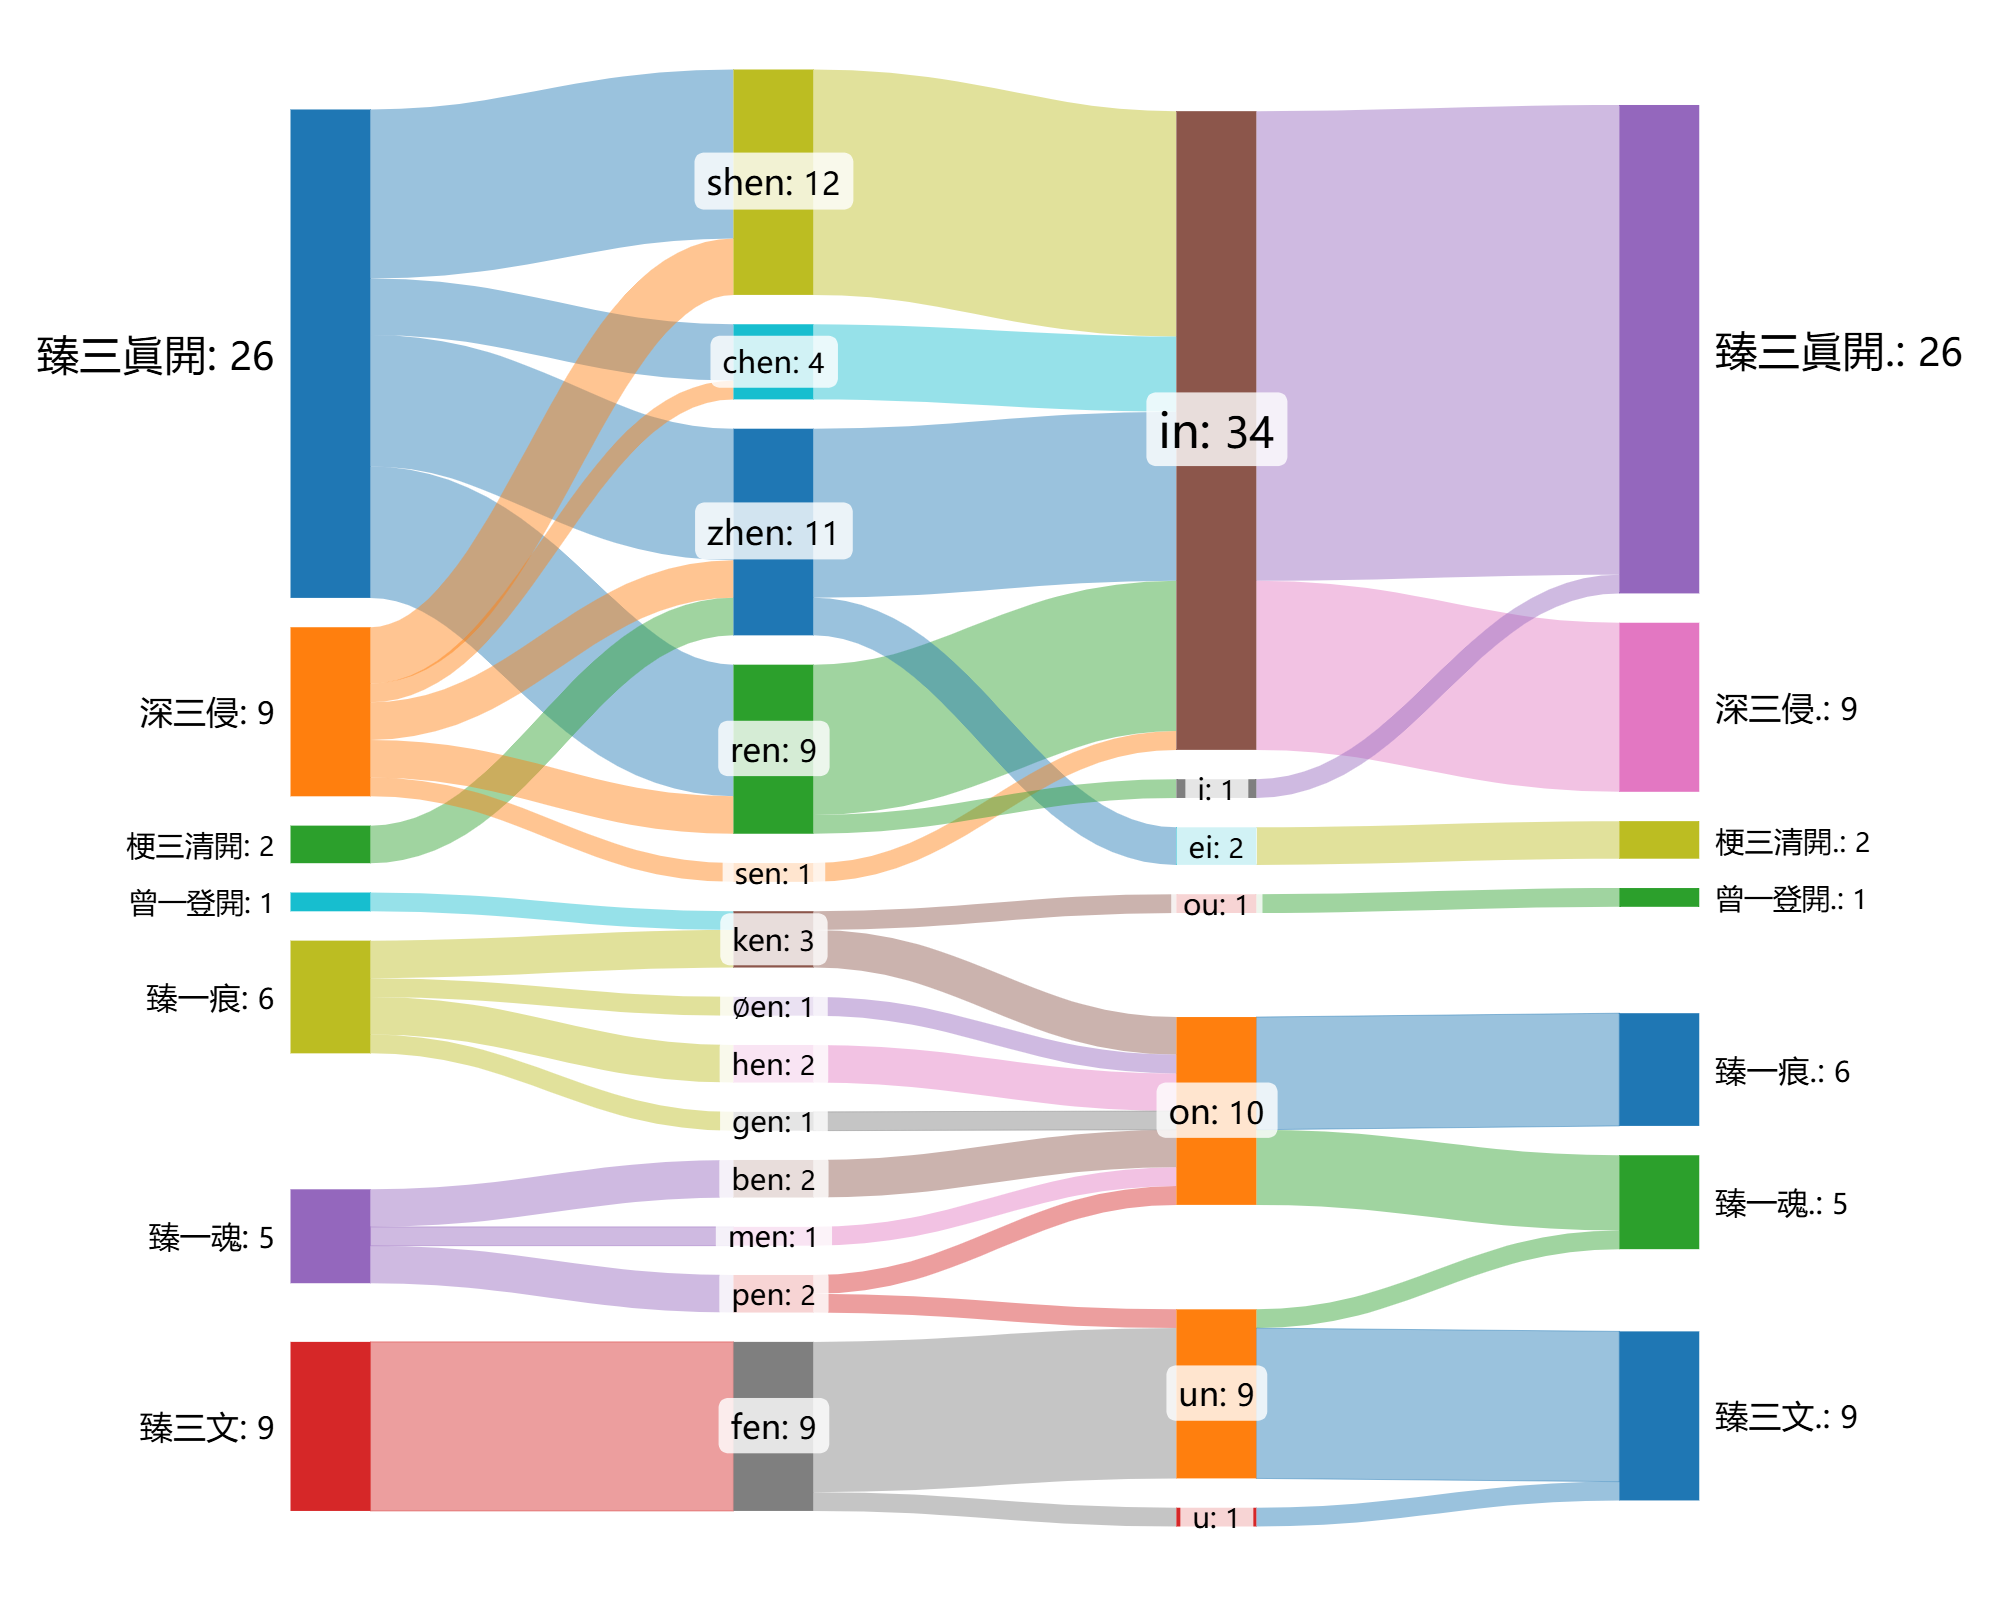 臻三眞開: 26
深三侵: 9
梗三清開: 2
曾一登開: 1
臻一痕: 6
臻一魂: 5
臻三文: 9
shen: 12
chen: 4
zhen: 11
ren: 9
sen: 1
ken: 3
øen: 1
hen: 2
gen: 1
ben: 2
men: 1
pen: 2
fen: 9
in: 34
i: 1
ei: 2
ou: 1
on: 10
un: 9
u: 1
臻三眞開.: 26
深三侵.: 9
梗三清開.: 2
曾一登開.: 1
臻一痕.: 6
臻一魂.: 5
臻三文.: 9